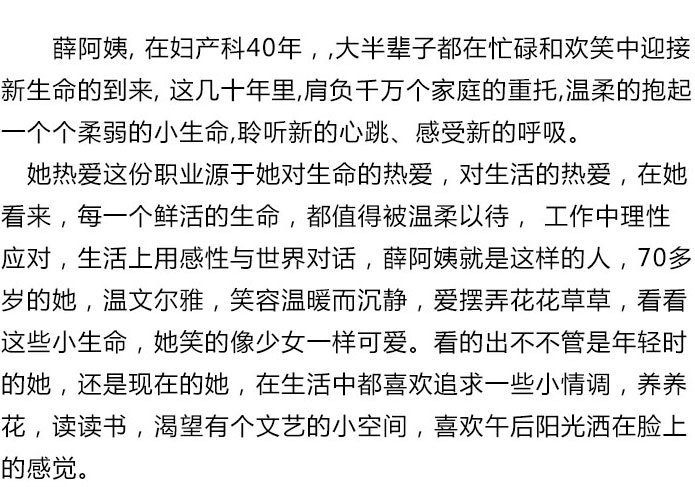 薛阿姨, 在妇产科40年，,大半辈子都在忙碌和欢笑中迎接
新生命的到来, 这几十年里,肩负千万个家庭的重托,温柔的抱起
一个个柔弱的小生命,聆听新的心跳、感受新的呼吸。
她热爱这份职业源于她对生命的热爱，对生活的热爱，在她
看来，每一个鲜活的生命，都值得被温柔以待， 工作中理性
应对，生活上用感性与世界对话，薛阿姨就是这样的人，70多
岁的她，温文尔雅，笑容温暖而沉静，爱摆弄花花草草，看看
这些小生命，她笑的像少女一样可爱。看的出不不管是年轻时
的她，还是现在的她，在生活中都喜欢追求一些小情调，养养
花，读读书，渴望有个文艺的小空间，喜欢午后阳光洒在脸上
的感觉。